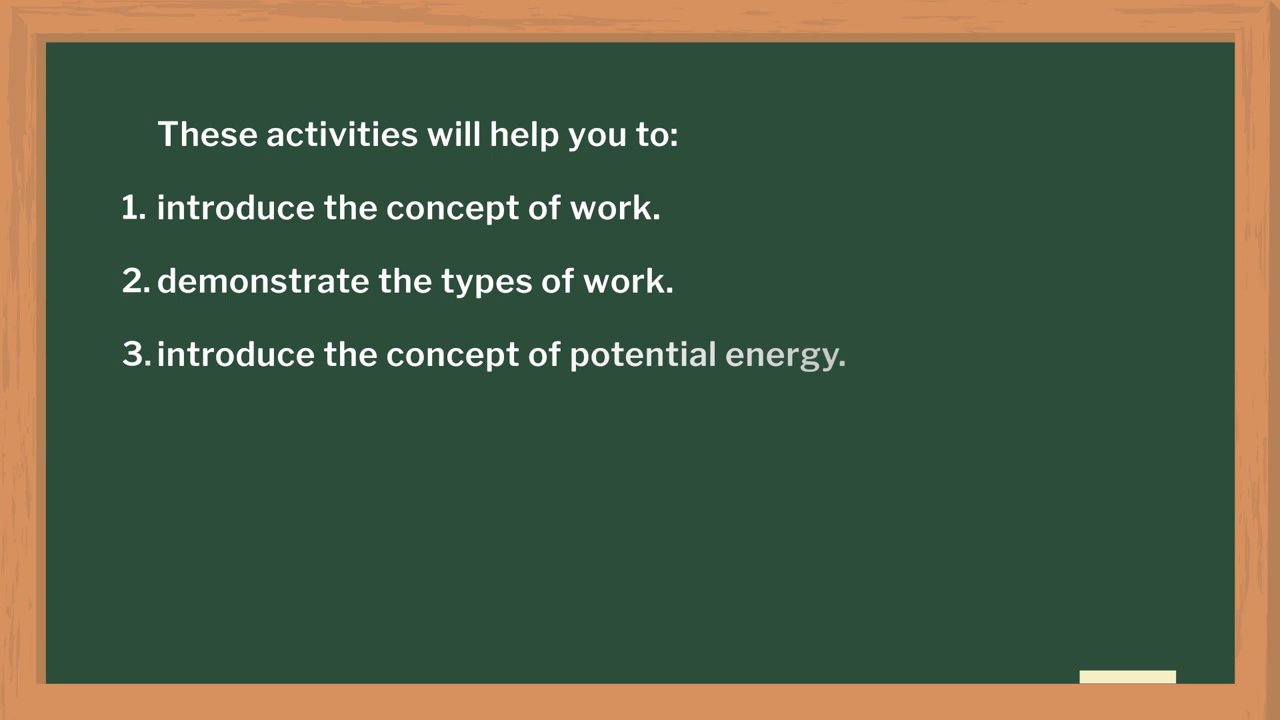 These activities will help you to:
1. introduce the concept of work.
2. demonstrate the types of work.
3. introduce the concept of potential energy.